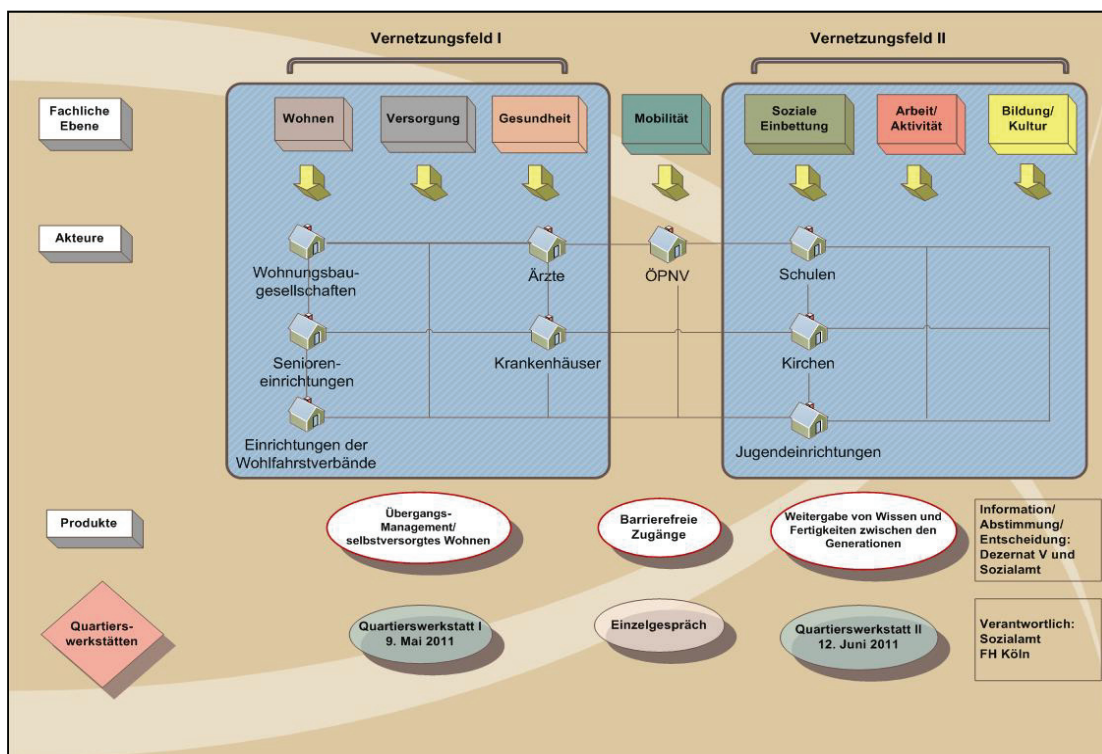 Vernetzungsfeld I
Vernetzungsfeld II
Fachliche
Ebene
Wohnen
Versorgung
Gesundheit
Mobilität
Soziale
Einbettung
Arbeit/
Aktivität
Bildung/
Kultur
Akteure
Wohnungsbau-
gesellschaften
Ärzte
ÖPNV
Schulen
Senioren-
einrichtungen
Krankenhäuser
Kirchen
Einrichtungen der
Wohlfahrstverbände
Jugendeinrichtungen
Produkte
Übergangs-
Management/
selbstversorgtes Wohnen
Barrierefreie
Zugänge
Weitergabe von Wissen und
Fertigkeiten zwischen den
Generationen
Information/
Abstimmung/
Entscheidung:
Dezernat V und
Sozialamt
Quartiers-
werkstätten
Quartierswerkstatt I
9. Mai 2011
Einzelgespräch
Quartierswerkstatt II
12. Juni 2011
Verantwortlich:
Sozialamt
FH Köln